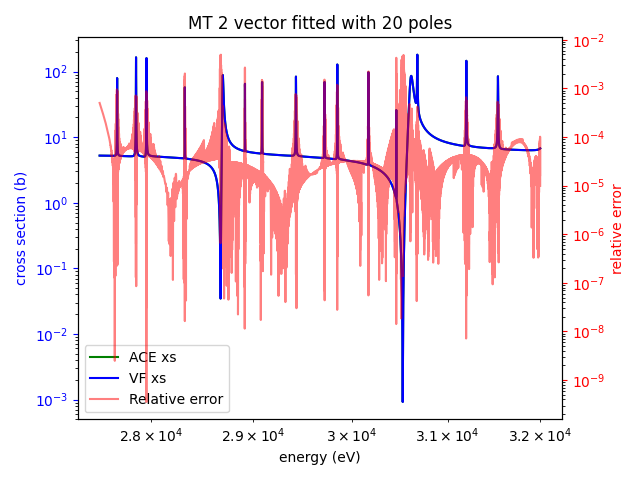 MT 2 vector fitted with 20 poles
cross section (b)
10²
10¹
10⁰
10⁻¹
10⁻²
10⁻³
ACE xs
VF xs
Relative error
10⁻²
10⁻³
10⁻⁴
10⁻⁵
10⁻⁶
10⁻⁷
10⁻⁸
10⁻⁹
relative error
2.8 × 10⁴ 2.9 × 10⁴ 3 × 10⁴ 3.1 × 10⁴ 3.2 × 10⁴
energy (eV)